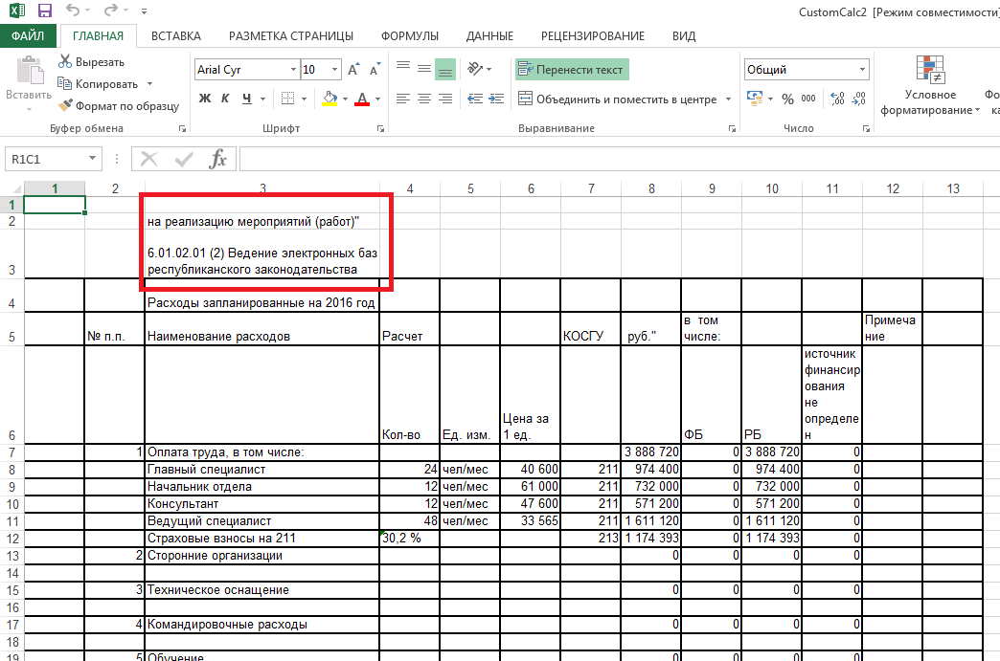 CustomCalc2 [Режим совместимости]
ФАЙЛ ГЛАВНАЯ ВСТАВКА РАЗМЕТКА СТРАНИЦЫ ФОРМУЛЫ ДАННЫЕ РЕЦЕНЗИРОВАНИЕ ВИД
Вставить
Вырезать
Копировать
Формат по образцу
Буфер обмена
Arial Cyr 10
Ж К Ч
Шрифт
Перенести текст
Объединить и поместить в центре
Выравнивание
Общий
% 000
Число
Условное
форматирование
R1C1
fx
1 2 3 4 5 6 7 8 9 10 11 12 13
1
2 на реализацию мероприятий (работ)"
6.01.02.01 (2) Ведение электронных баз
3 республиканского законодательства
4 Расходы запланированные на 2016 год
5 № п.п. Наименование расходов Расчет КОСГУ руб." в том
числе:
Примеча
ние
6 Кол-во Ед. изм. Цена за
1 ед.
ФБ РБ
источник
финансир
ования
не
определе
н
7 1 Оплата труда, в том числе: 3 888 720 0 3 888 720 0
8 Главный специалист 24 чел/мес 40 600 211 974 400 0 974 400 0
9 Начальник отдела 12 чел/мес 61 000 211 732 000 0 732 000 0
10 Консультант 12 чел/мес 47 600 211 571 200 0 571 200 0
11 Ведущий специалист 48 чел/мес 33 565 211 1 611 120 0 1 611 120 0
12 Страховые взносы на 211 30,2 % 213 1 174 393 0 1 174 393 0
13 2 Сторонние организации 0 0 0 0
14
15 3 Техническое оснащение 0 0 0 0
16
17 4 Командировочные расходы 0 0 0 0
18
19 5 Обучение 0 0 0 0